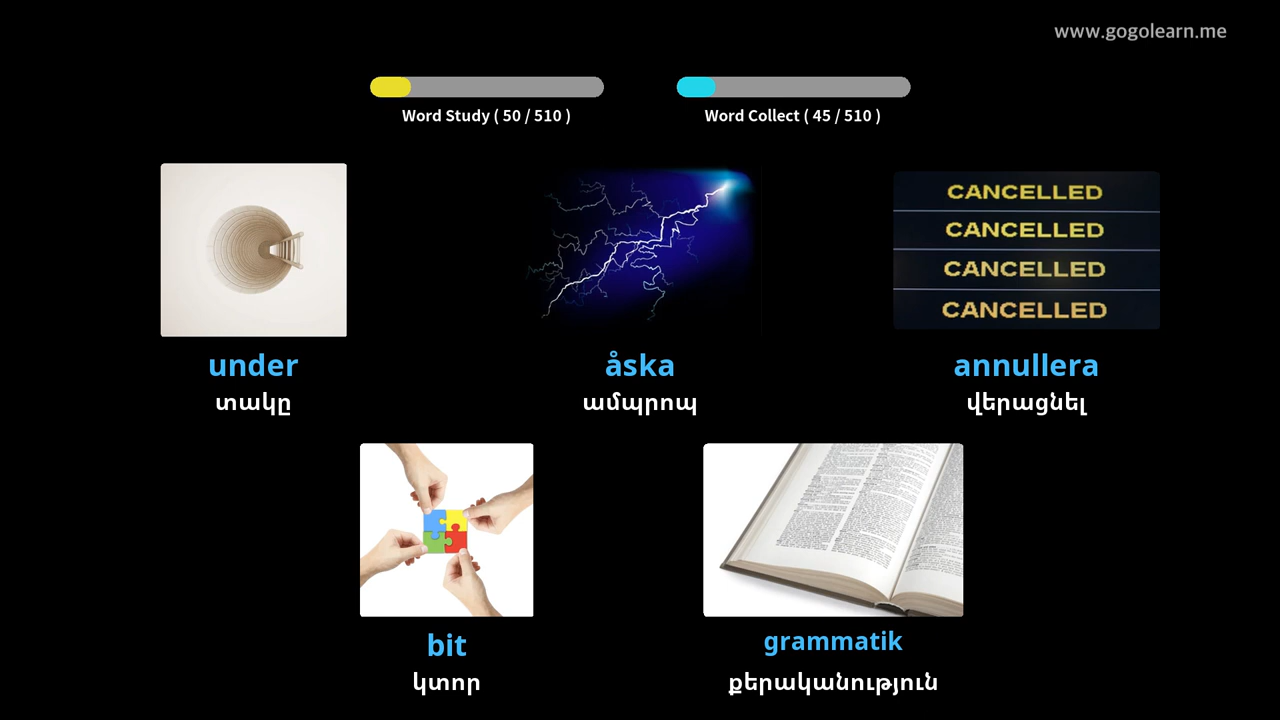 www.gogolearn.me
Word Study ( 50 / 510 )
Word Collect ( 45 / 510 )
CANCELLED
CANCELLED
CANCELLED
CANCELLED
under
տակը
åska
ամպրոպ
annullera
վերացնել
bit
կտոր
grammatik
քերականություն